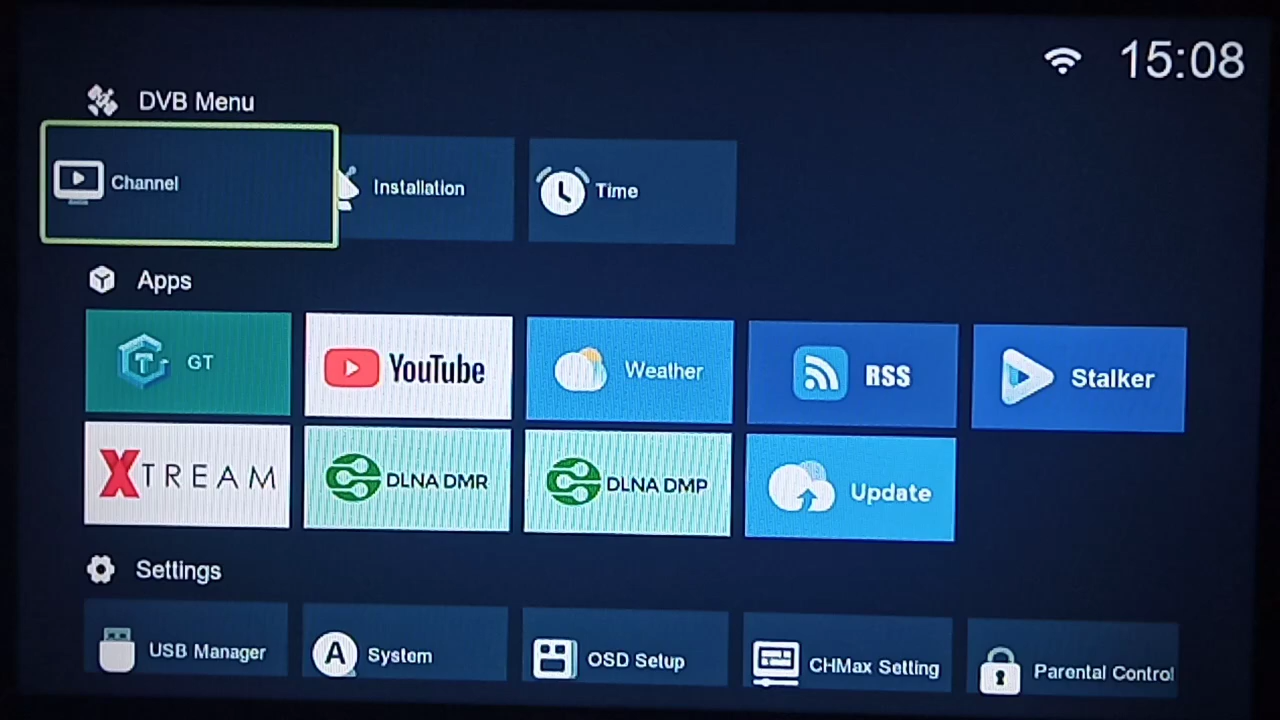 15:08
DVB Menu
Channel
Installation
Time
Apps
GT
YouTube
Weather
RSS
Stalker
XTREAM
DLNA DMR
DLNA DMP
Update
Settings
USB Manager
A System
OSD Setup
CHMax Setting
Parental Control